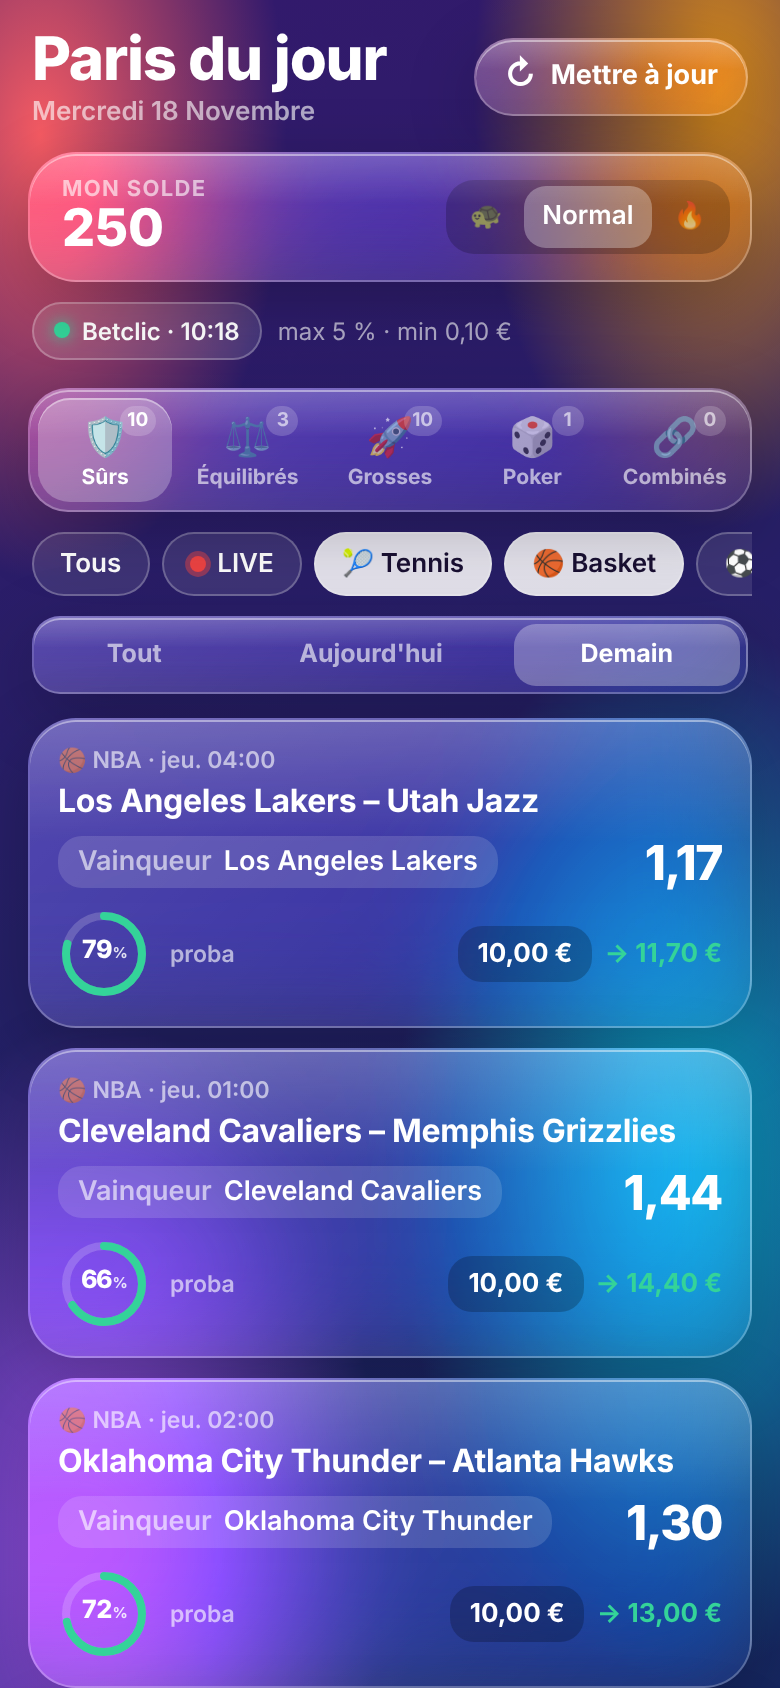 Paris du jour
Mercredi 18 Novembre
Mettre à jour
MON SOLDE
250
Normal
Betclic · 10:18
max 5 % · min 0,10 €
10
Sûrs
3
Équilibrés
10
Grosses
1
Poker
0
Combinés
Tous
LIVE
Tennis
Basket
Tout
Aujourd'hui
Demain
NBA · jeu. 04:00
Los Angeles Lakers – Utah Jazz
Vainqueur Los Angeles Lakers
1,17
79%
proba
10,00 €
→ 11,70 €
NBA · jeu. 01:00
Cleveland Cavaliers – Memphis Grizzlies
Vainqueur Cleveland Cavaliers
1,44
66%
proba
10,00 €
→ 14,40 €
NBA · jeu. 02:00
Oklahoma City Thunder – Atlanta Hawks
Vainqueur Oklahoma City Thunder
1,30
72%
proba
10,00 €
→ 13,00 €